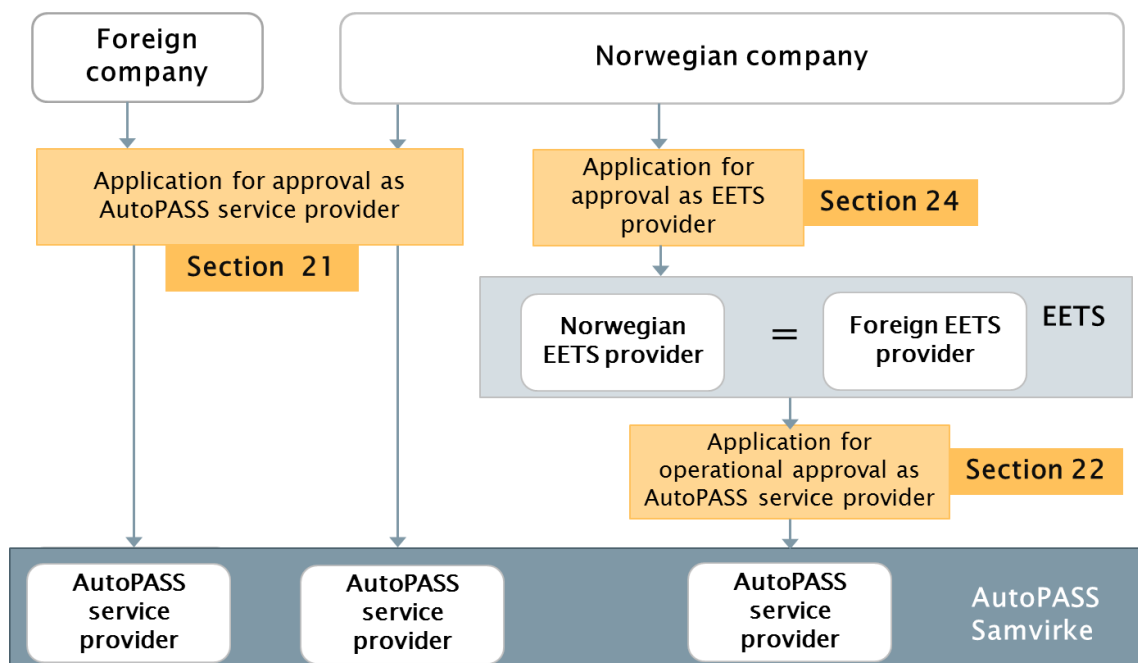 Foreign
company
Norwegian company
Application for approval as
AutoPASS service provider
Section 21
Application for
approval as EETS
provider
Section 24
Norwegian
EETS provider
=
Foreign EETS
provider
EETS
Application for
operational approval as
AutoPASS service provider
Section 22
AutoPASS
service
provider
AutoPASS
service
provider
AutoPASS
service
provider
AutoPASS
Samvirke